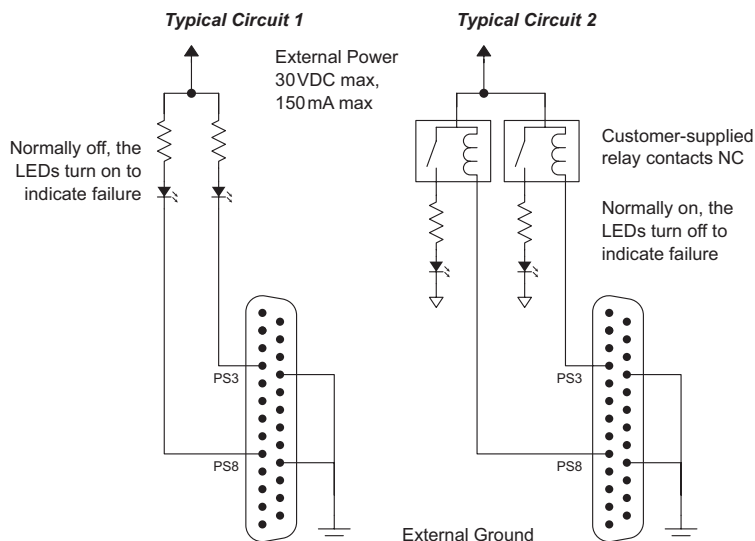 Typical Circuit 1
Typical Circuit 2
External Power
30VDC max,
150mA max
Normally off, the
LEDs turn on to
indicate failure
Customer-supplied
relay contacts NC
Normally on, the
LEDs turn off to
indicate failure
PS3
PS8
PS3
PS8
External Ground